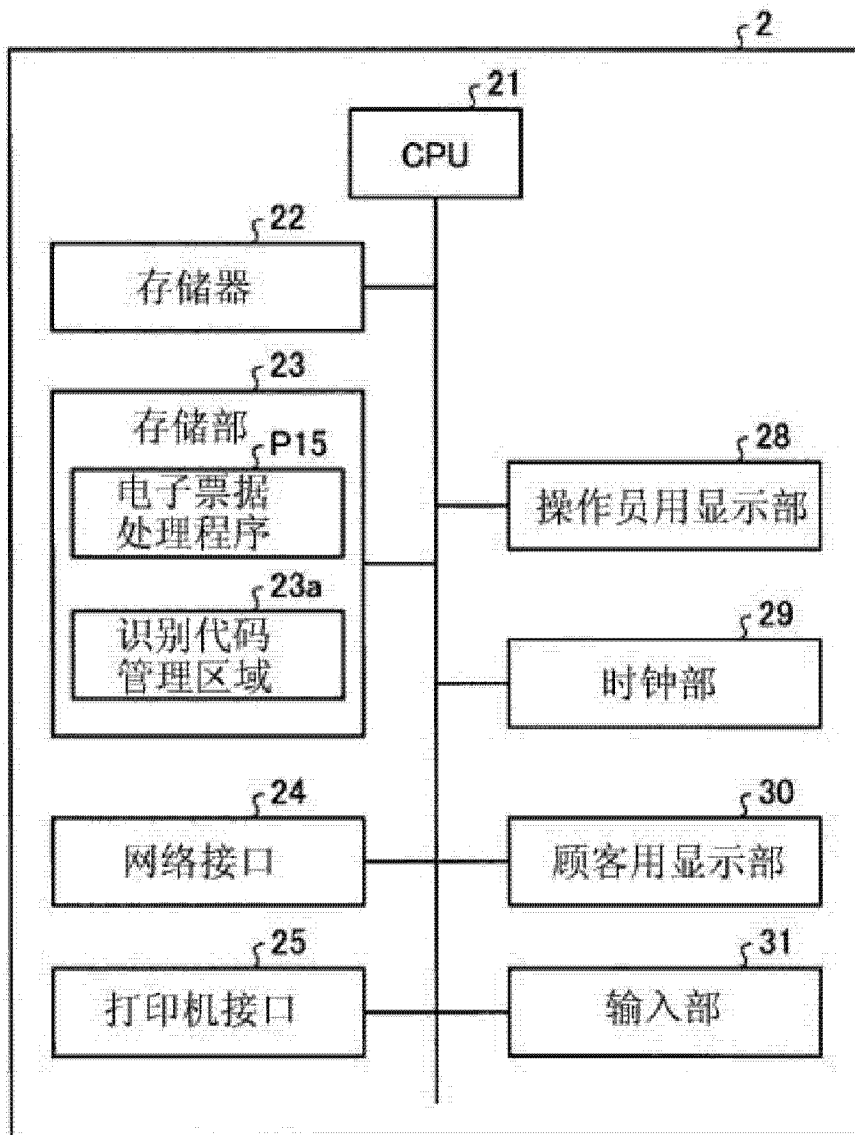 2
21
CPU
22
存储器
23
存储部
P15
电子票据
处理程序
23a
识别代码
管理区域
28
操作员用显示部
29
时钟部
24
网络接口
30
顾客用显示部
25
打印机接口
31
输入部